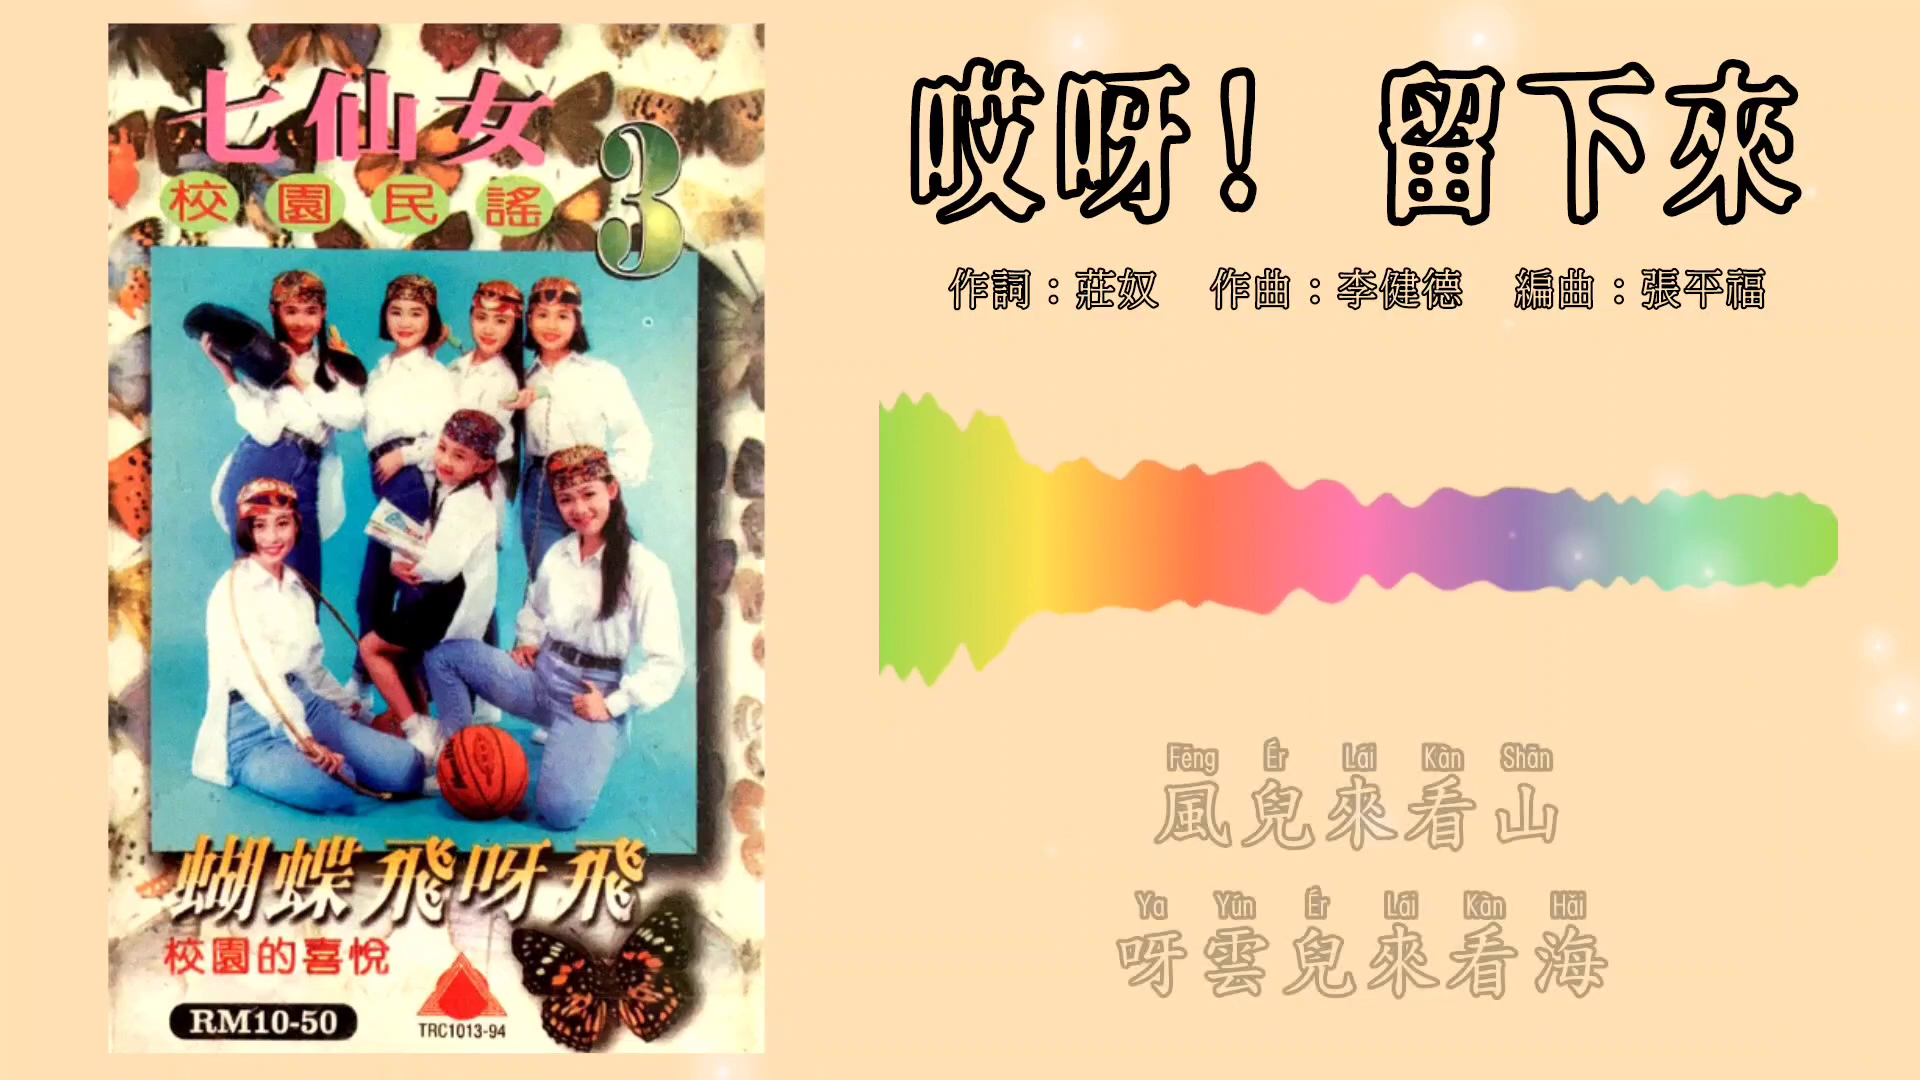 七仙女
校園民謠
3
蝴蝶飛呀飛
校園的喜悅
RM10-50
TRC1013-94
哎呀！ 留下來
作詞：莊奴 作曲：李健德 編曲：張平福
Fēng Ér Lái Kàn Shān
風兒來看山
Ya Yún Ér Lái Kàn Hǎi
呀雲兒來看海